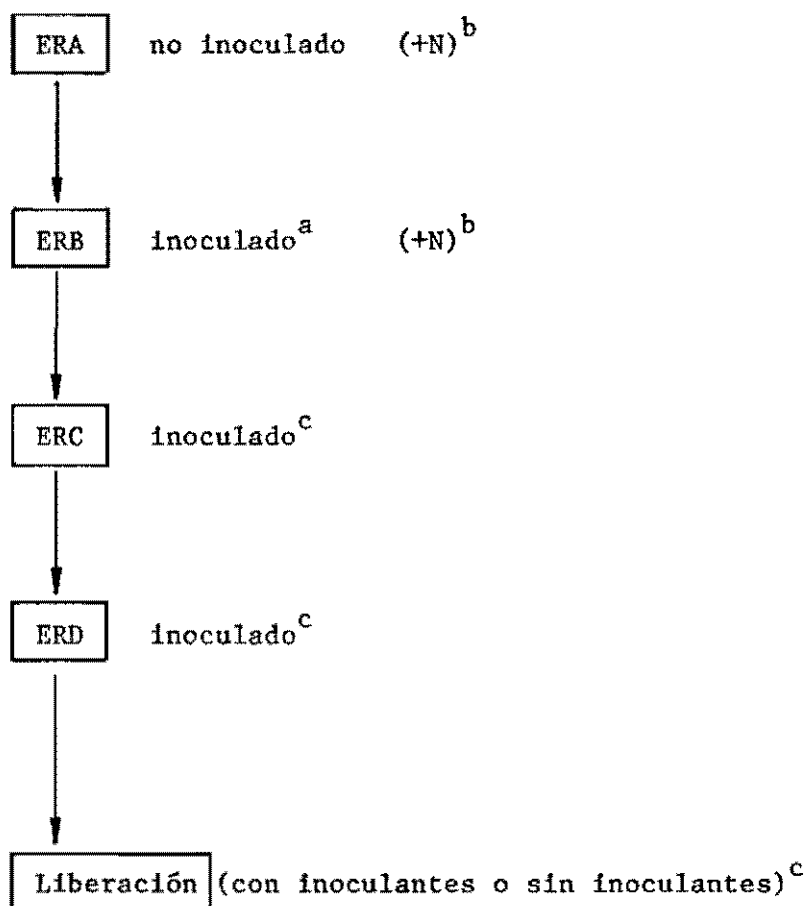 ERA no inoculado (+N)b
ERB inoculadoa (+N)b
ERC inoculadoc
ERD inoculadoc
Liberación (con inoculantes o sin inoculantes)c